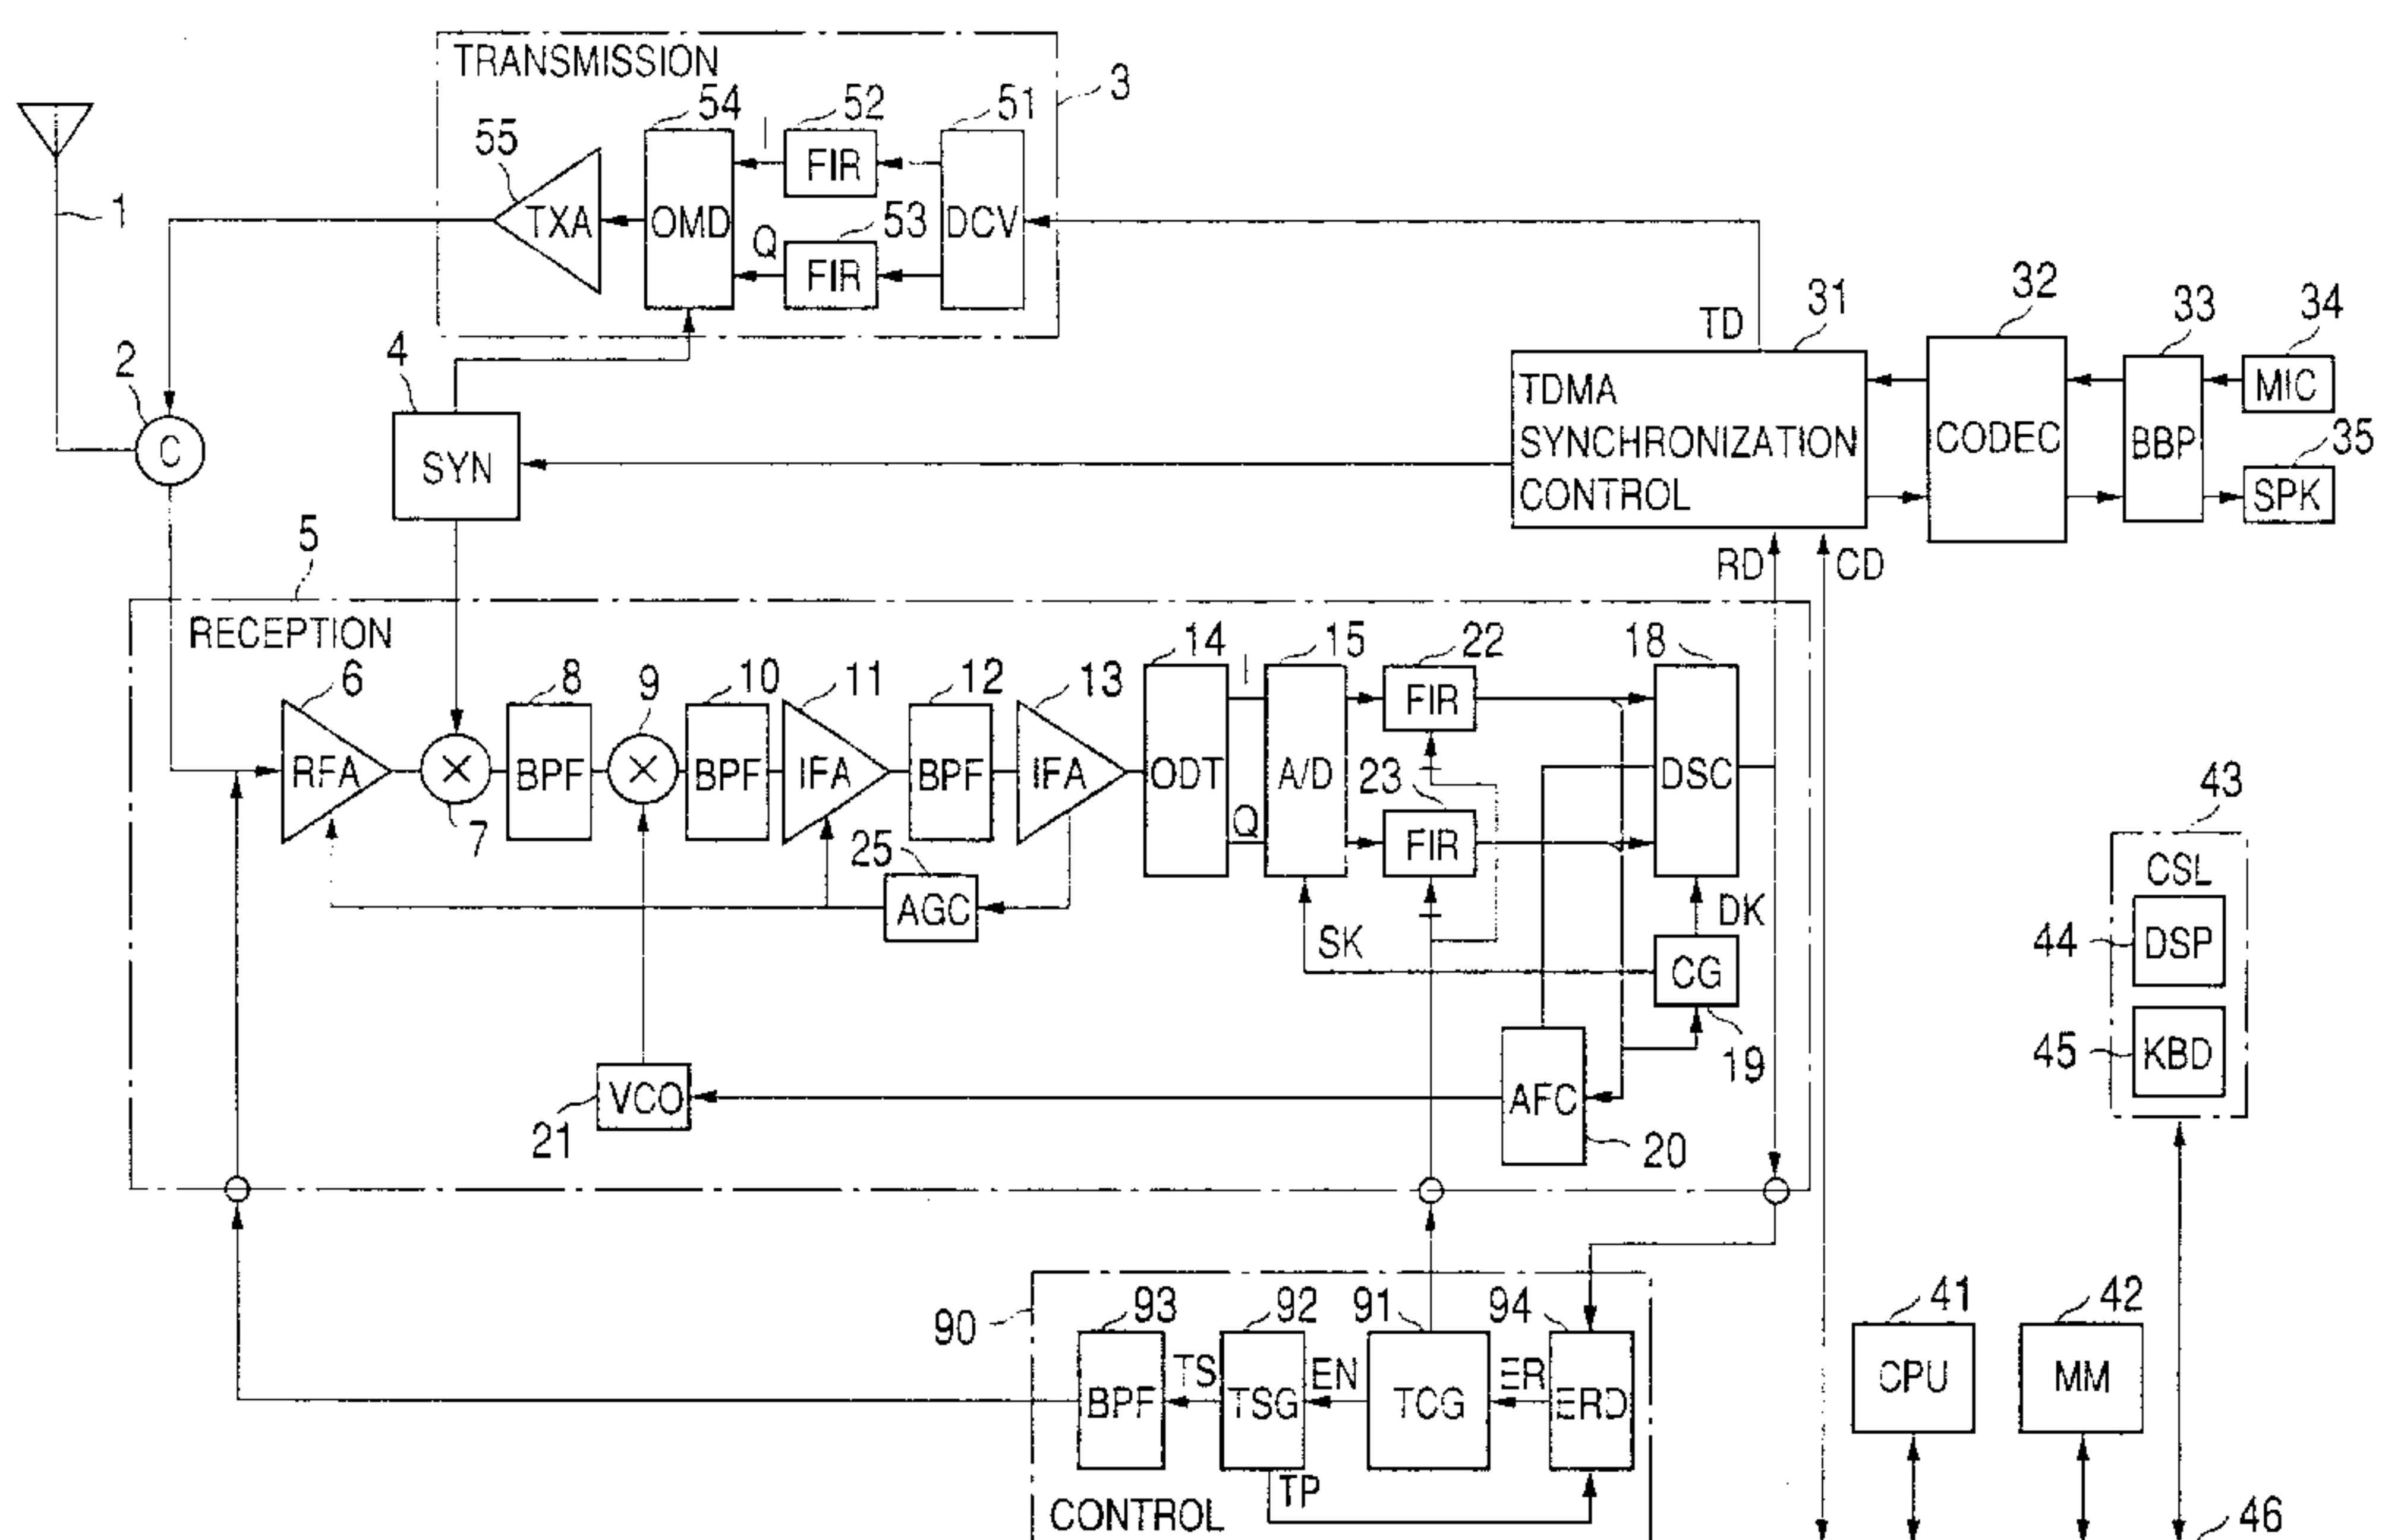 TRANSMISSION
3
54
I
52
51
55
FIR
1
TXA
OMD
53
DCV
Q
FIR
31
32
33
34
TD
2
4
TDMA
SYNCHRONIZATION
CONTROL
MIC
C
SYN
CODEC
BBP
35
SPK
5
RD
CD
RECEPTION
6
8
9
10
11
12
13
14
I
15
22
18
FIR
RFA
×
BPF
×
BPF
IFA
BPF
IFA
ODT
A/D
23
DSC
43
7
Q
FIR
25
CSL
AGC
DK
SK
44
DSP
CG
19
45
KBD
VCO
AFC
21
20
90
93
92
91
94
41
42
BPF
TS
TSG
EN
TCG
ER
ERD
CPU
MM
TP
CONTROL
46